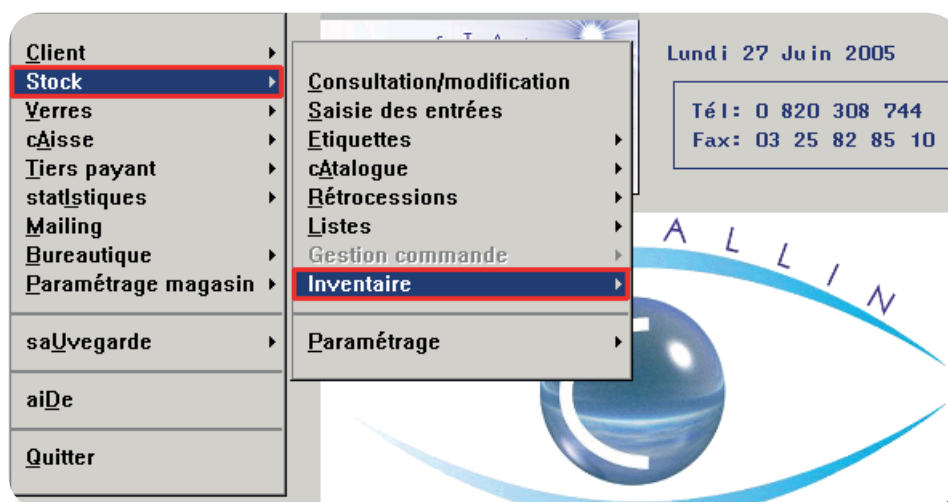 Client
Stock
Verres
cAisse
Tiers payant
statIstiques
Mailing
Bureautique
Paramétrage magasin
saUvegarde
aiDe
Quitter
Consultation/modification
Saisie des entrées
Etiquettes
cAtalogue
Rétrocessions
Listes
Gestion commande
Inventaire
Paramétrage
Lundi 27 Juin 2005
Tél: 0 820 308 744
Fax: 03 25 82 85 10
ALLIN